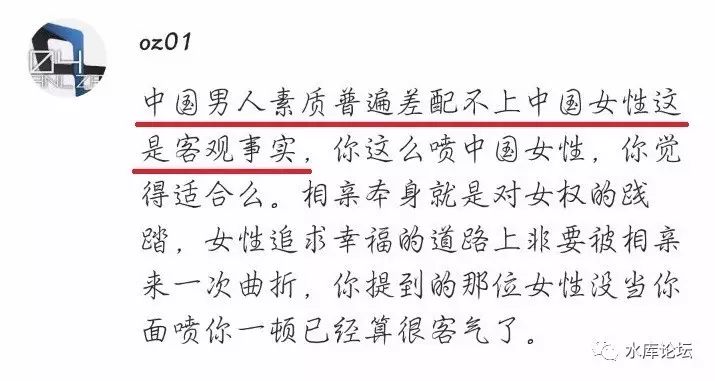 oz01
中国男人素质普遍差配不上中国女性这
是客观事实，你这么喷中国女性，你觉
得适合么。相亲本身就是对女权的践
踏，女性追求幸福的道路上非要被相亲
来一次曲折，你提到的那位女性没当你
面喷你一顿已经算很客气了。
水库论坛